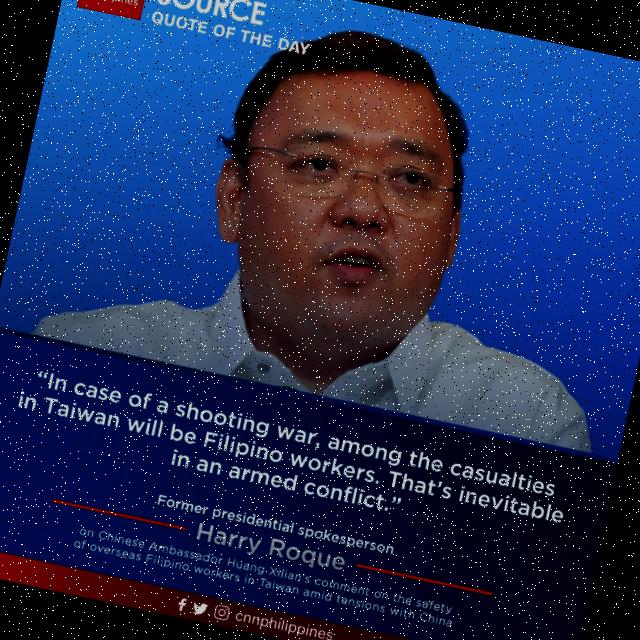 SOURCE
QUOTE OF THE DAY
“In case of a shooting war, among the casualties
in Taiwan will be Filipino workers. That’s inevitable
in an armed conflict.”
Former presidential spokesperson
Harry Roque
on Chinese Ambassador Huang Xilian's comment on the safety
of overseas Filipino workers in Taiwan amid tensions with China
cnnphilippines